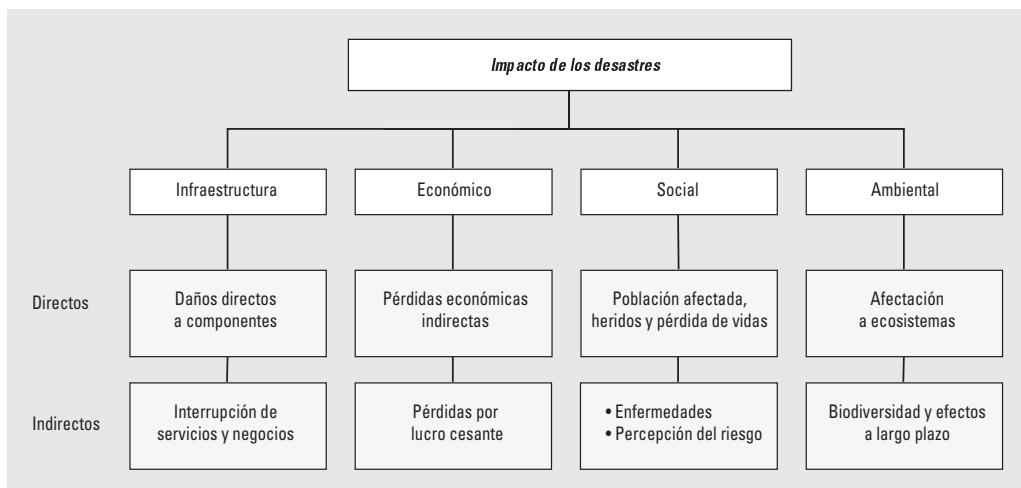 Impacto de los desastres
Infraestructura
Económico
Social
Ambiental
Directos
Daños directos
a componentes
Pérdidas económicas
indirectas
Población afectada,
heridos y pérdida de vidas
Afectación
a ecosistemas
Indirectos
Interrupción de
servicios y negocios
Pérdidas por
lucro cesante
• Enfermedades
• Percepción del riesgo
Biodiversidad y efectos
a largo plazo